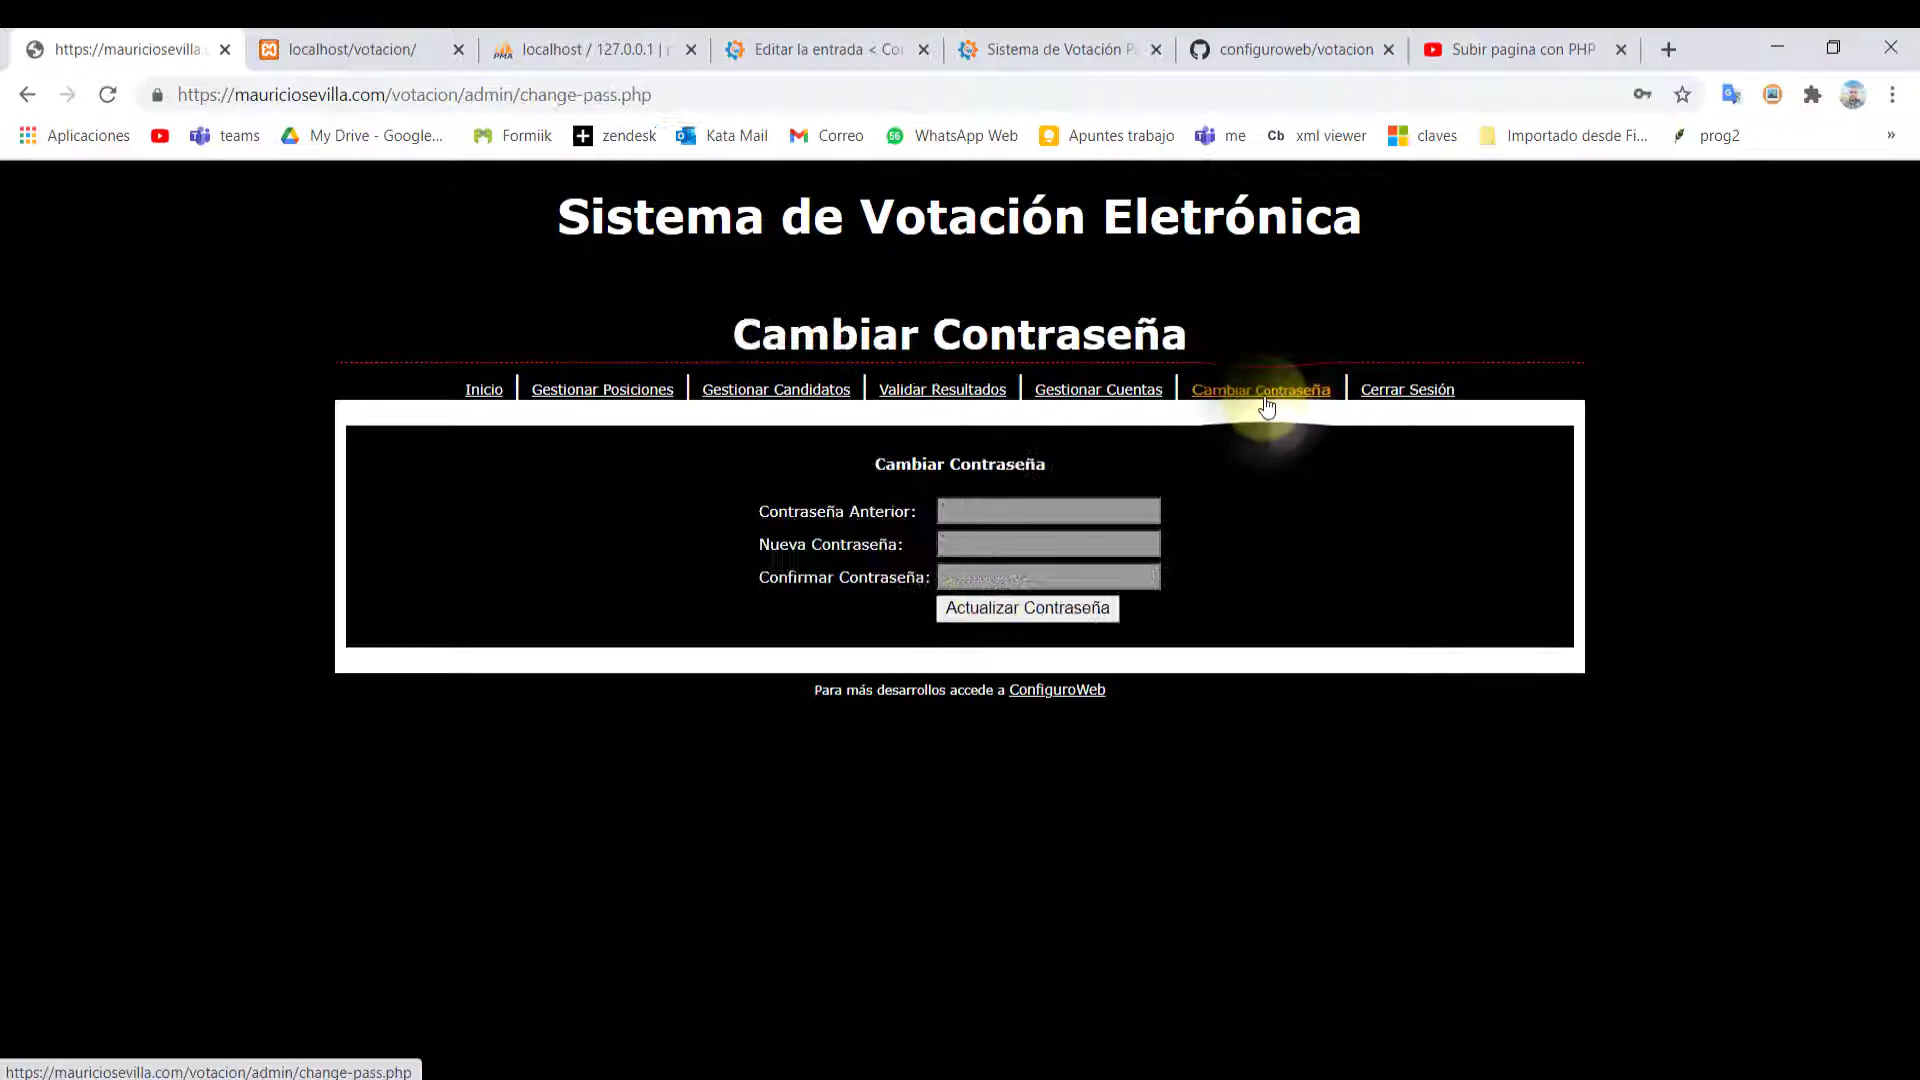 https://mauriciosevilla.
localhost/votacion/
localhost / 127.0.0.1 |
Editar la entrada < Co
Sistema de Votación P
configuroweb/votacion
Subir pagina con PHP
https://mauriciosevilla.com/votacion/admin/change-pass.php
Aplicaciones
teams
My Drive - Google...
Formiik
zendesk
Kata Mail
Correo
WhatsApp Web
Apuntes trabajo
me
Cb xml viewer
claves
Importado desde Fi...
prog2
»
Sistema de Votación Eletrónica
Cambiar Contraseña
Inicio | Gestionar Posiciones | Gestionar Candidatos | Validar Resultados | Gestionar Cuentas | Cambiar Contraseña | Cerrar Sesión
Cambiar Contraseña
Contraseña Anterior:
Nueva Contraseña:
Confirmar Contraseña:
Actualizar Contraseña
Para más desarrollos accede a ConfiguroWeb
https://mauriciosevilla.com/votacion/admin/change-pass.php